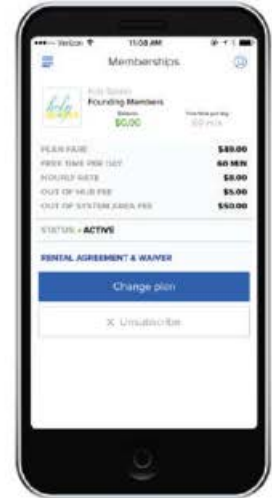 Verizon 11:08 AM
Memberships
Founding Members
Balance
$0.00
PLAN FARE $49.00
FREE TIME PER DAY 60 MIN
HOURLY RATE $8.00
OUT OF HUB FEE $5.00
OUT OF SYSTEM AREA FEE $50.00
STATUS - ACTIVE
RENTAL AGREEMENT & WAIVER
Change plan
X Unsubscribe